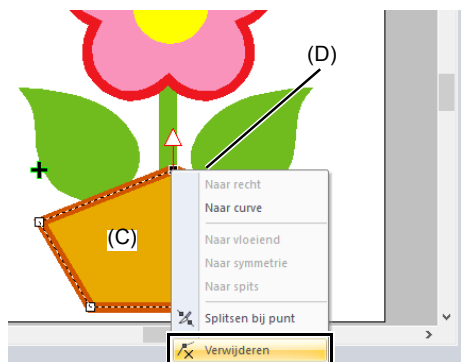 (D)
Naar recht
Naar curve
Naar vloeiend
(C)
Naar symmetrie
Naar spits
Splitsen bij punt
Verwijderen